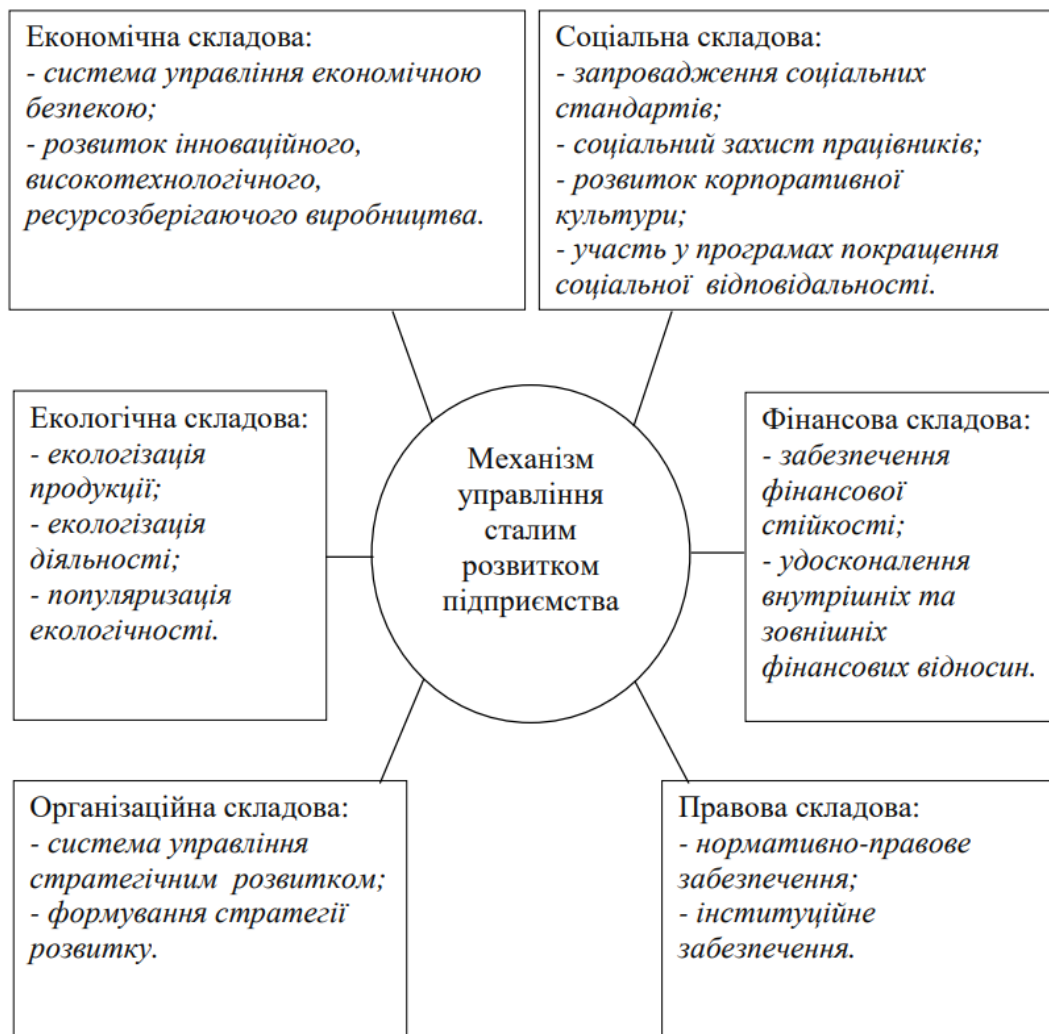 Економічна складова:
- система управління економічною
безпекою;
- розвиток інноваційного,
високотехнологічного,
ресурсозберігаючого виробництва.
Соціальна складова:
- запровадження соціальних
стандартів;
- соціальний захист працівників;
- розвиток корпоративної
культури;
- участь у програмах покращення
соціальної відповідальності.
Екологічна складова:
- екологізація
продукції;
- екологізація
діяльності;
- популяризація
екологічності.
Механізм
управління
сталим
розвитком
підприємства
Фінансова складова:
- забезпечення
фінансової
стійкості;
- удосконалення
внутрішніх та
зовнішніх
фінансових відносин.
Організаційна складова:
- система управління
стратегічним розвитком;
- формування стратегії
розвитку.
Правова складова:
- нормативно-правове
забезпечення;
- інституційне
забезпечення.